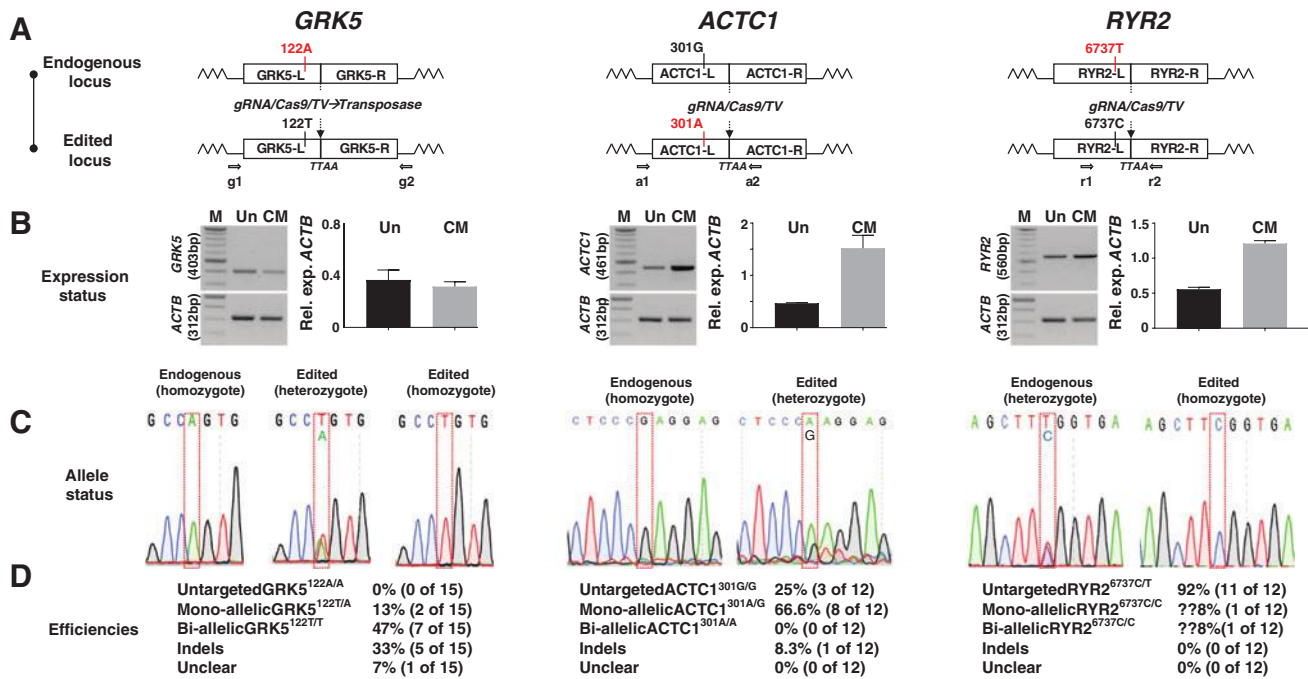 GRK5 ACTC1 RYR2
A
Endogenous locus
Edited locus
122A
GRK5-L GRK5-R
gRNA/Cas9/TV→Transposase
122T
GRK5-L GRK5-R
TTAA
g1 g2
301G
ACTC1-L ACTC1-R
gRNA/Cas9/TV
301A
ACTC1-L ACTC1-R
TTAA
a1 a2
6737T
RYR2-L RYR2-R
gRNA/Cas9/TV
6737C
RYR2-L RYR2-R
TTAA
r1 r2
B
Expression status
M Un CM
GRK5 (403bp)
ACTB (312bp)
Rel. exp. ACTB
0.8
0.4
0
Un CM
M Un CM
ACTC1 (461bp)
ACTB (312bp)
Rel. exp. ACTB
2
1
0
Un CM
M Un CM
RYR2 (560bp)
ACTB (312bp)
Rel. exp. ACTB
1.5
1.0
0.5
0
Un CM
C
Allele status
Endogenous (homozygote)
G C C A G T G
Edited (heterozygote)
G C C T G T G
A
Edited (homozygote)
G C C T G T G
Endogenous (homozygote)
C T C C C G A G G A G
Edited (heterozygote)
C T C C C A A G G A G
G
Endogenous (heterozygote)
A G C T T T G G T G A
C
Edited (homozygote)
A G C T T C G G T G A
D
Efficiencies
UntargetedGRK5122A/A 0% (0 of 15)
Mono-allelicGRK5122T/A 13% (2 of 15)
Bi-allelicGRK5122T/T 47% (7 of 15)
Indels 33% (5 of 15)
Unclear 7% (1 of 15)
UntargetedACTC1301G/G 25% (3 of 12)
Mono-allelicACTC1301A/G 66.6% (8 of 12)
Bi-allelicACTC1301A/A 0% (0 of 12)
Indels 8.3% (1 of 12)
Unclear 0% (0 of 12)
UntargetedRYR26737C/T 92% (11 of 12)
Mono-allelicRYR26737C/C ??8% (1 of 12)
Bi-allelicRYR26737C/C ??8%(1 of 12)
Indels 0% (0 of 12)
Unclear 0% (0 of 12)